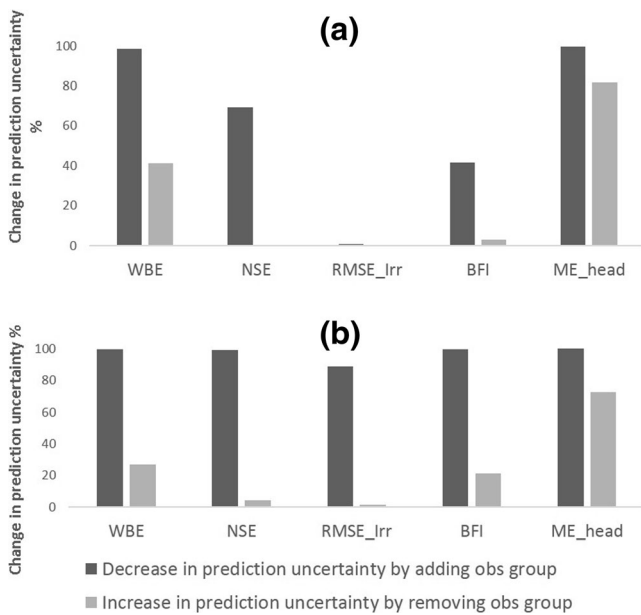 (a)
Change in prediction uncertainty
%
100
80
60
40
20
0
WBE NSE RMSE_Irr BFI ME_head
(b)
Change in prediction uncertainty %
100
80
60
40
20
0
WBE NSE RMSE_Irr BFI ME_head
Decrease in prediction uncertainty by adding obs group
Increase in prediction uncertainty by removing obs group